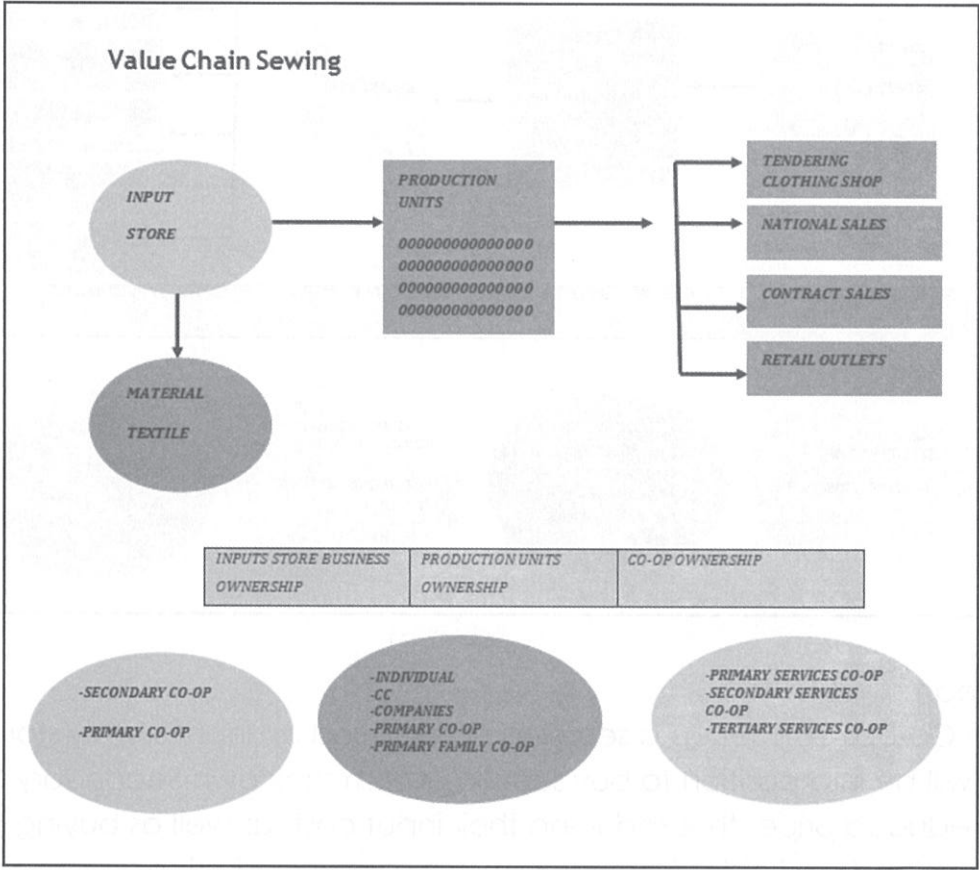 Value Chain Sewing
INPUT
STORE
MATERIAL
TEXTILE
PRODUCTION
UNITS
000000000000000
000000000000000
000000000000000
000000000000000
TENDERING
CLOTHING SHOP
NATIONAL SALES
CONTRACT SALES
RETAIL OUTLETS
INPUTS STORE BUSINESS
OWNERSHIP
PRODUCTION UNITS
OWNERSHIP
CO-OP OWNERSHIP
-SECONDARY CO-OP
-PRIMARY CO-OP
-INDIVIDUAL
-CC
-COMPANIES
-PRIMARY CO-OP
-PRIMARY FAMILY CO-OP
-PRIMARY SERVICES CO-OP
-SECONDARY SERVICES
CO-OP
-TERTIARY SERVICES CO-OP